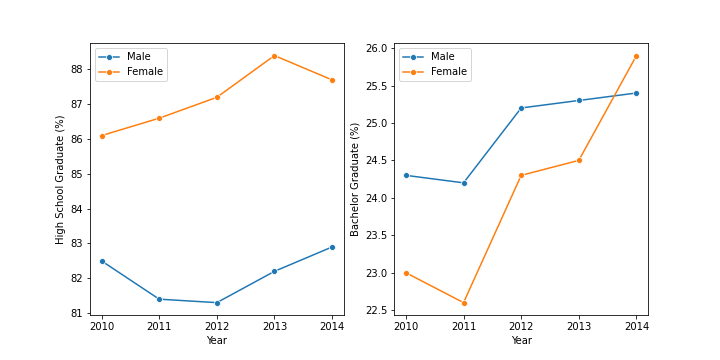 Male
Female
High School Graduate (%)
88
87
86
85
84
83
82
81
2010 2011 2012 2013 2014
Year
Male
Female
Bachelor Graduate (%)
26.0
25.5
25.0
24.5
24.0
23.5
23.0
22.5
2010 2011 2012 2013 2014
Year